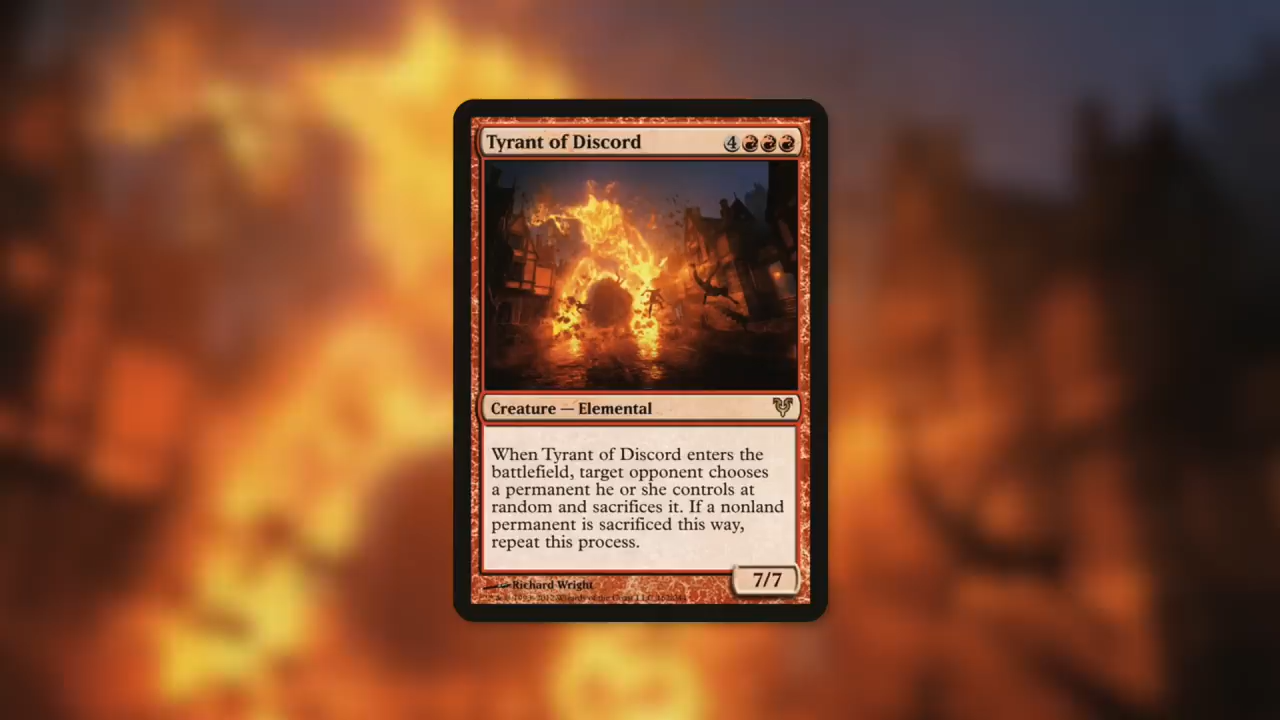 Tyrant of Discord 4
Creature — Elemental
When Tyrant of Discord enters the
battlefield, target opponent chooses
a permanent he or she controls at
random and sacrifices it. If a nonland
permanent is sacrificed this way,
repeat this process.
7/7
Richard Wright